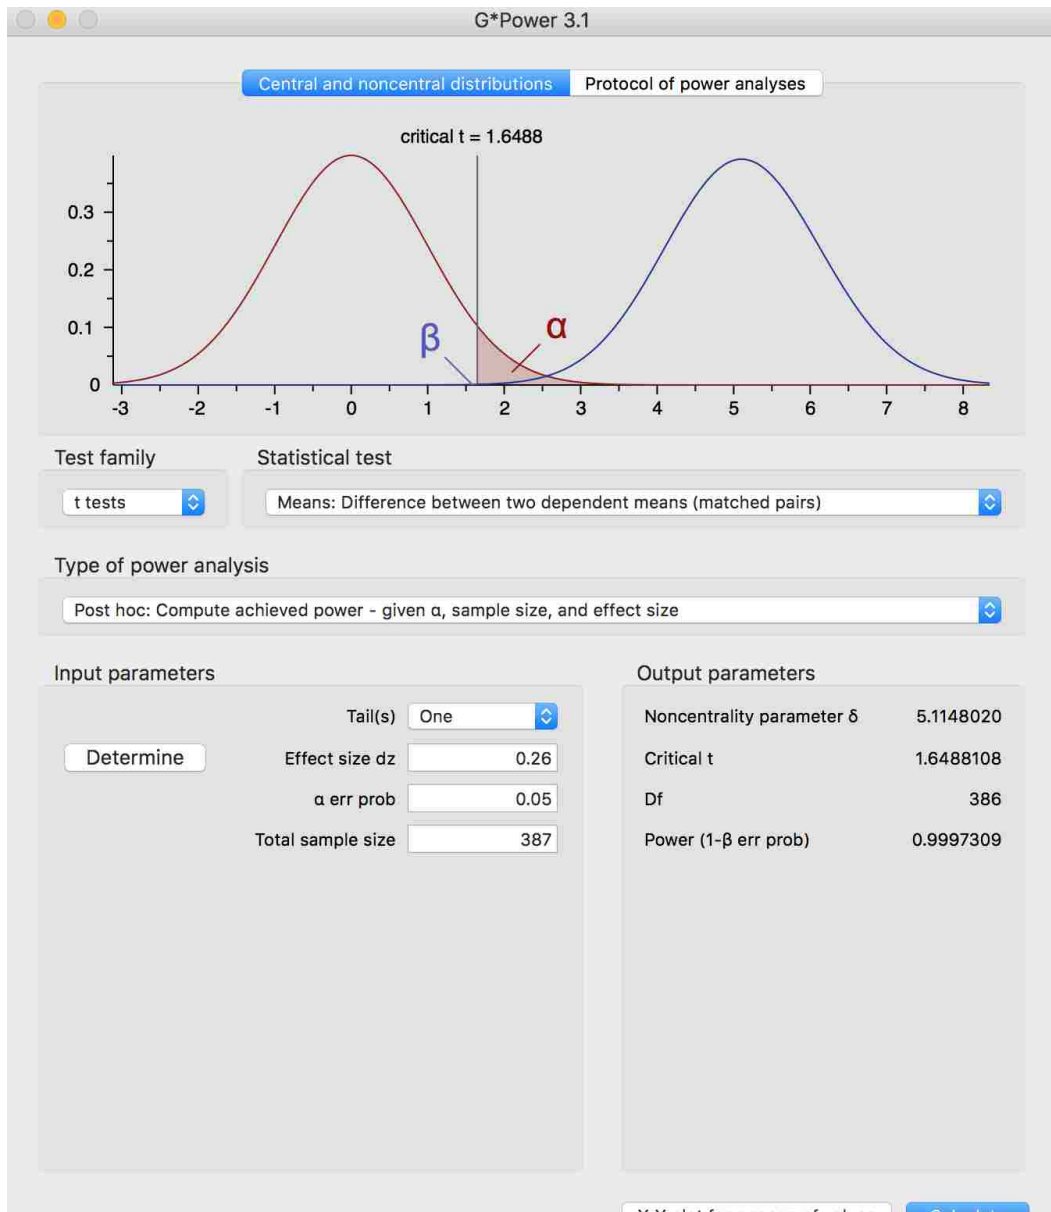 G*Power 3.1
Central and noncentral distributions Protocol of power analyses
critical t = 1.6488
0.3
0.2
0.1
0
β
α
-3 -2 -1 0 1 2 3 4 5 6 7 8
Test family Statistical test
t tests Means: Difference between two dependent means (matched pairs)
Type of power analysis
Post hoc: Compute achieved power - given α, sample size, and effect size
Input parameters Output parameters
Tail(s) One Noncentrality parameter δ 5.1148020
Determine Effect size dz 0.26 Critical t 1.6488108
α err prob 0.05 Df 386
Total sample size 387 Power (1-β err prob) 0.9997309